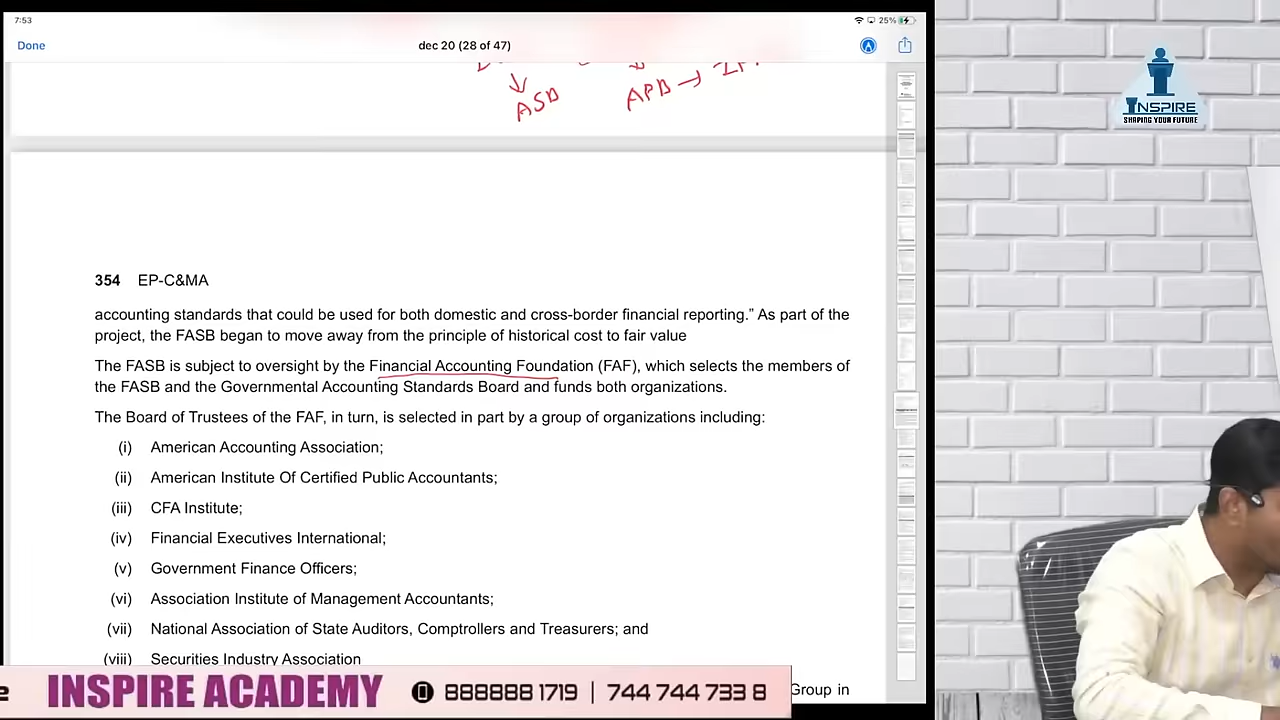 7:53
25%
Done
dec 20 (28 of 47)
ASB
APB →
INSPIRE
SHAPING YOUR FUTURE
354 EP-C&MA
accounting standards that could be used for both domestic and cross-border financial reporting.” As part of the
project, the FASB began to move away from the principle of historical cost to fair value
The FASB is subject to oversight by the Financial Accounting Foundation (FAF), which selects the members of
the FASB and the Governmental Accounting Standards Board and funds both organizations.
The Board of Trustees of the FAF, in turn, is selected in part by a group of organizations including:
(i) American Accounting Association;
(ii) American Institute Of Certified Public Accountants;
(iii) CFA Institute;
(iv) Financial Executives International;
(v) Government Finance Officers;
(vi) Association Institute of Management Accountants;
(vii) National Association of State Auditors, Comptrollers and Treasurers; and
(viii) Securities Industry Association
Group in
INSPIRE ACADEMY 888888 1719 | 744 744 733 8